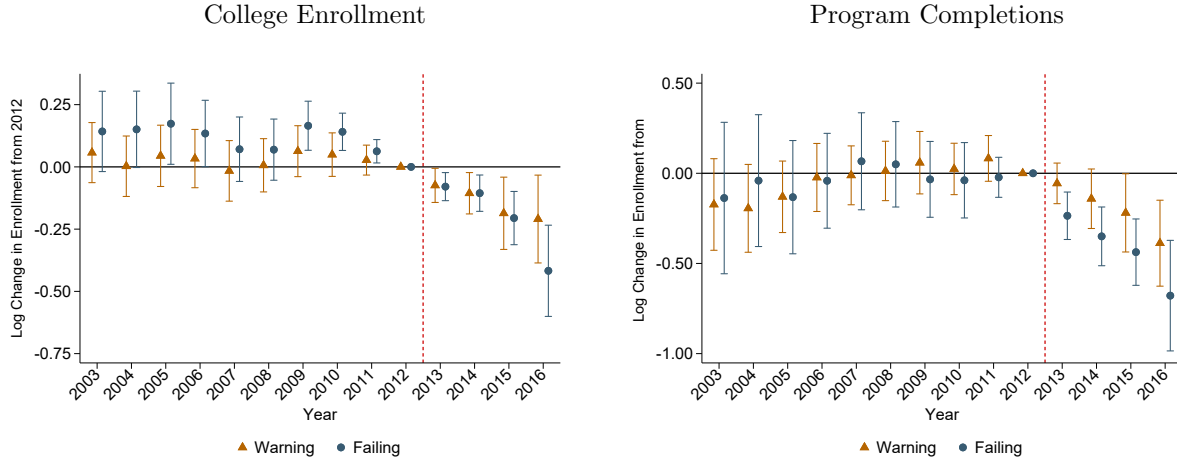 College Enrollment
Log Change in Enrollment from 2012
0.25
0.00
-0.25
-0.50
-0.75
2003 2004 2005 2006 2007 2008 2009 2010 2011 2012 2013 2014 2015 2016
Year
Warning Failing
Program Completions
Log Change in Enrollment from
0.50
0.00
-0.50
-1.00
2003 2004 2005 2006 2007 2008 2009 2010 2011 2012 2013 2014 2015 2016
Year
Warning Failing